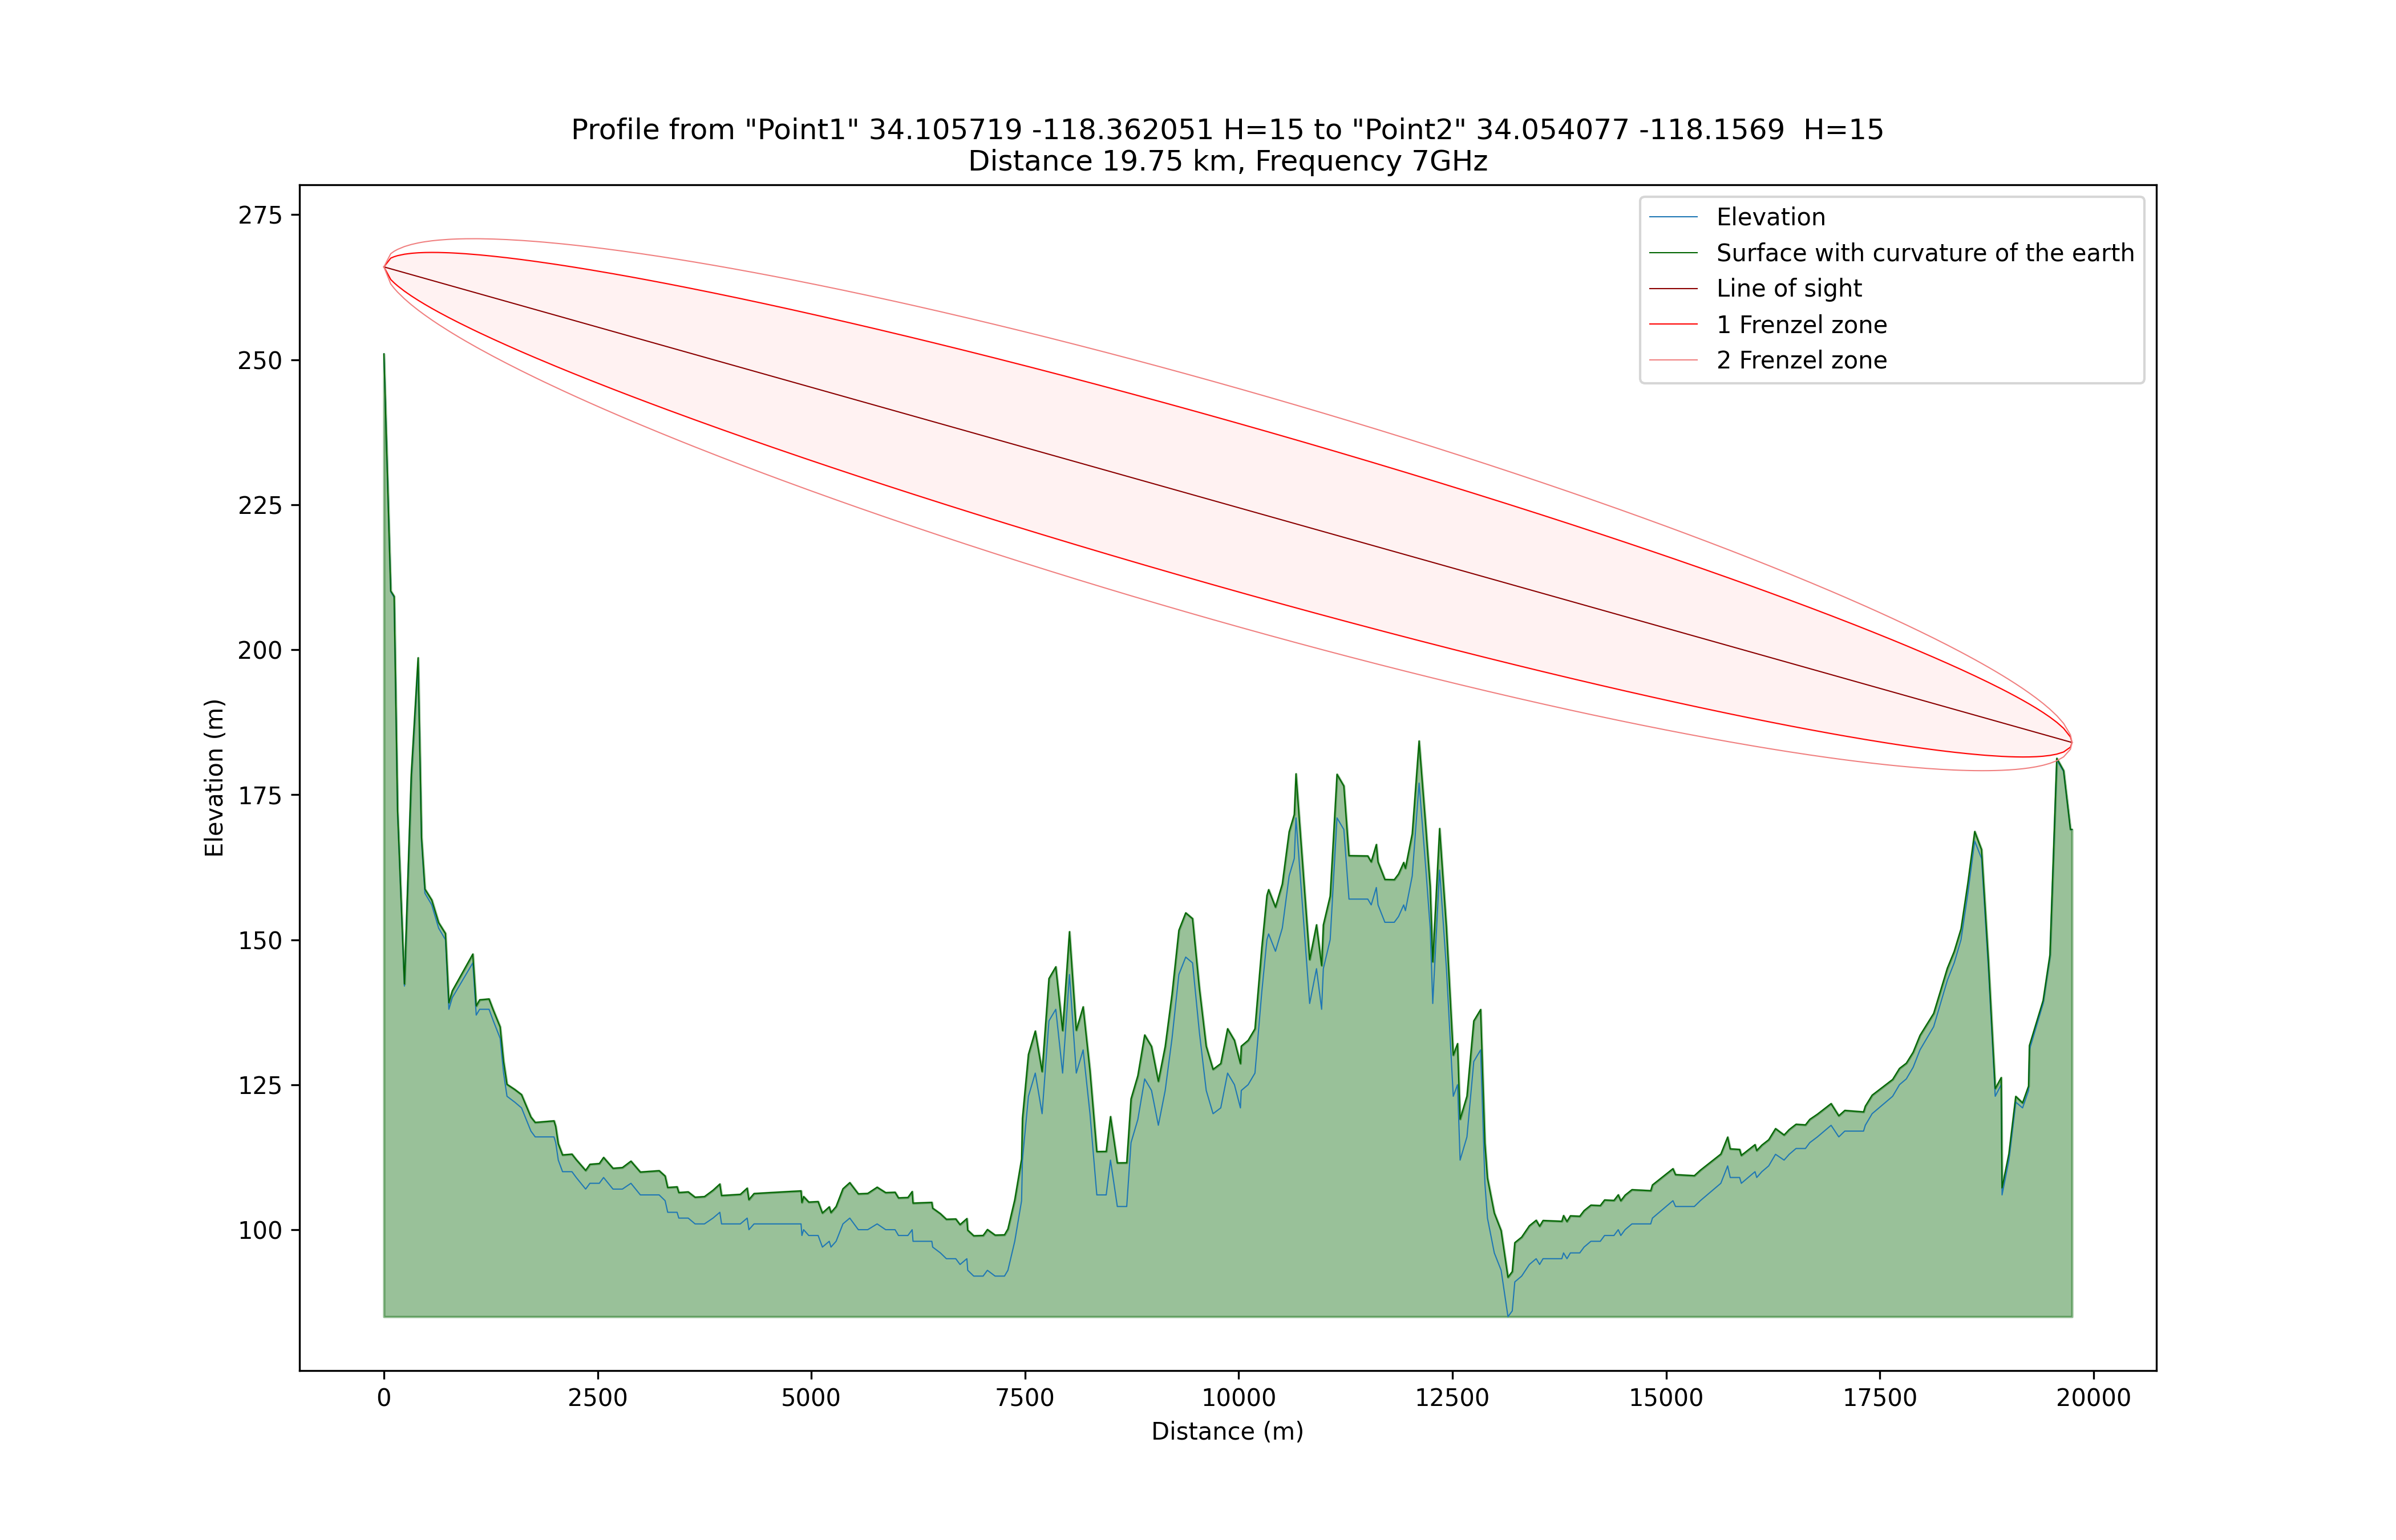 Profile from "Point1" 34.105719 -118.362051 H=15 to "Point2" 34.054077 -118.1569  H=15
Distance 19.75 km, Frequency 7GHz
Elevation
Surface with curvature of the earth
Line of sight
1 Frenzel zone
2 Frenzel zone
Elevation (m)
275
250
225
200
175
150
125
100
0 2500 5000 7500 10000 12500 15000 17500 20000
Distance (m)